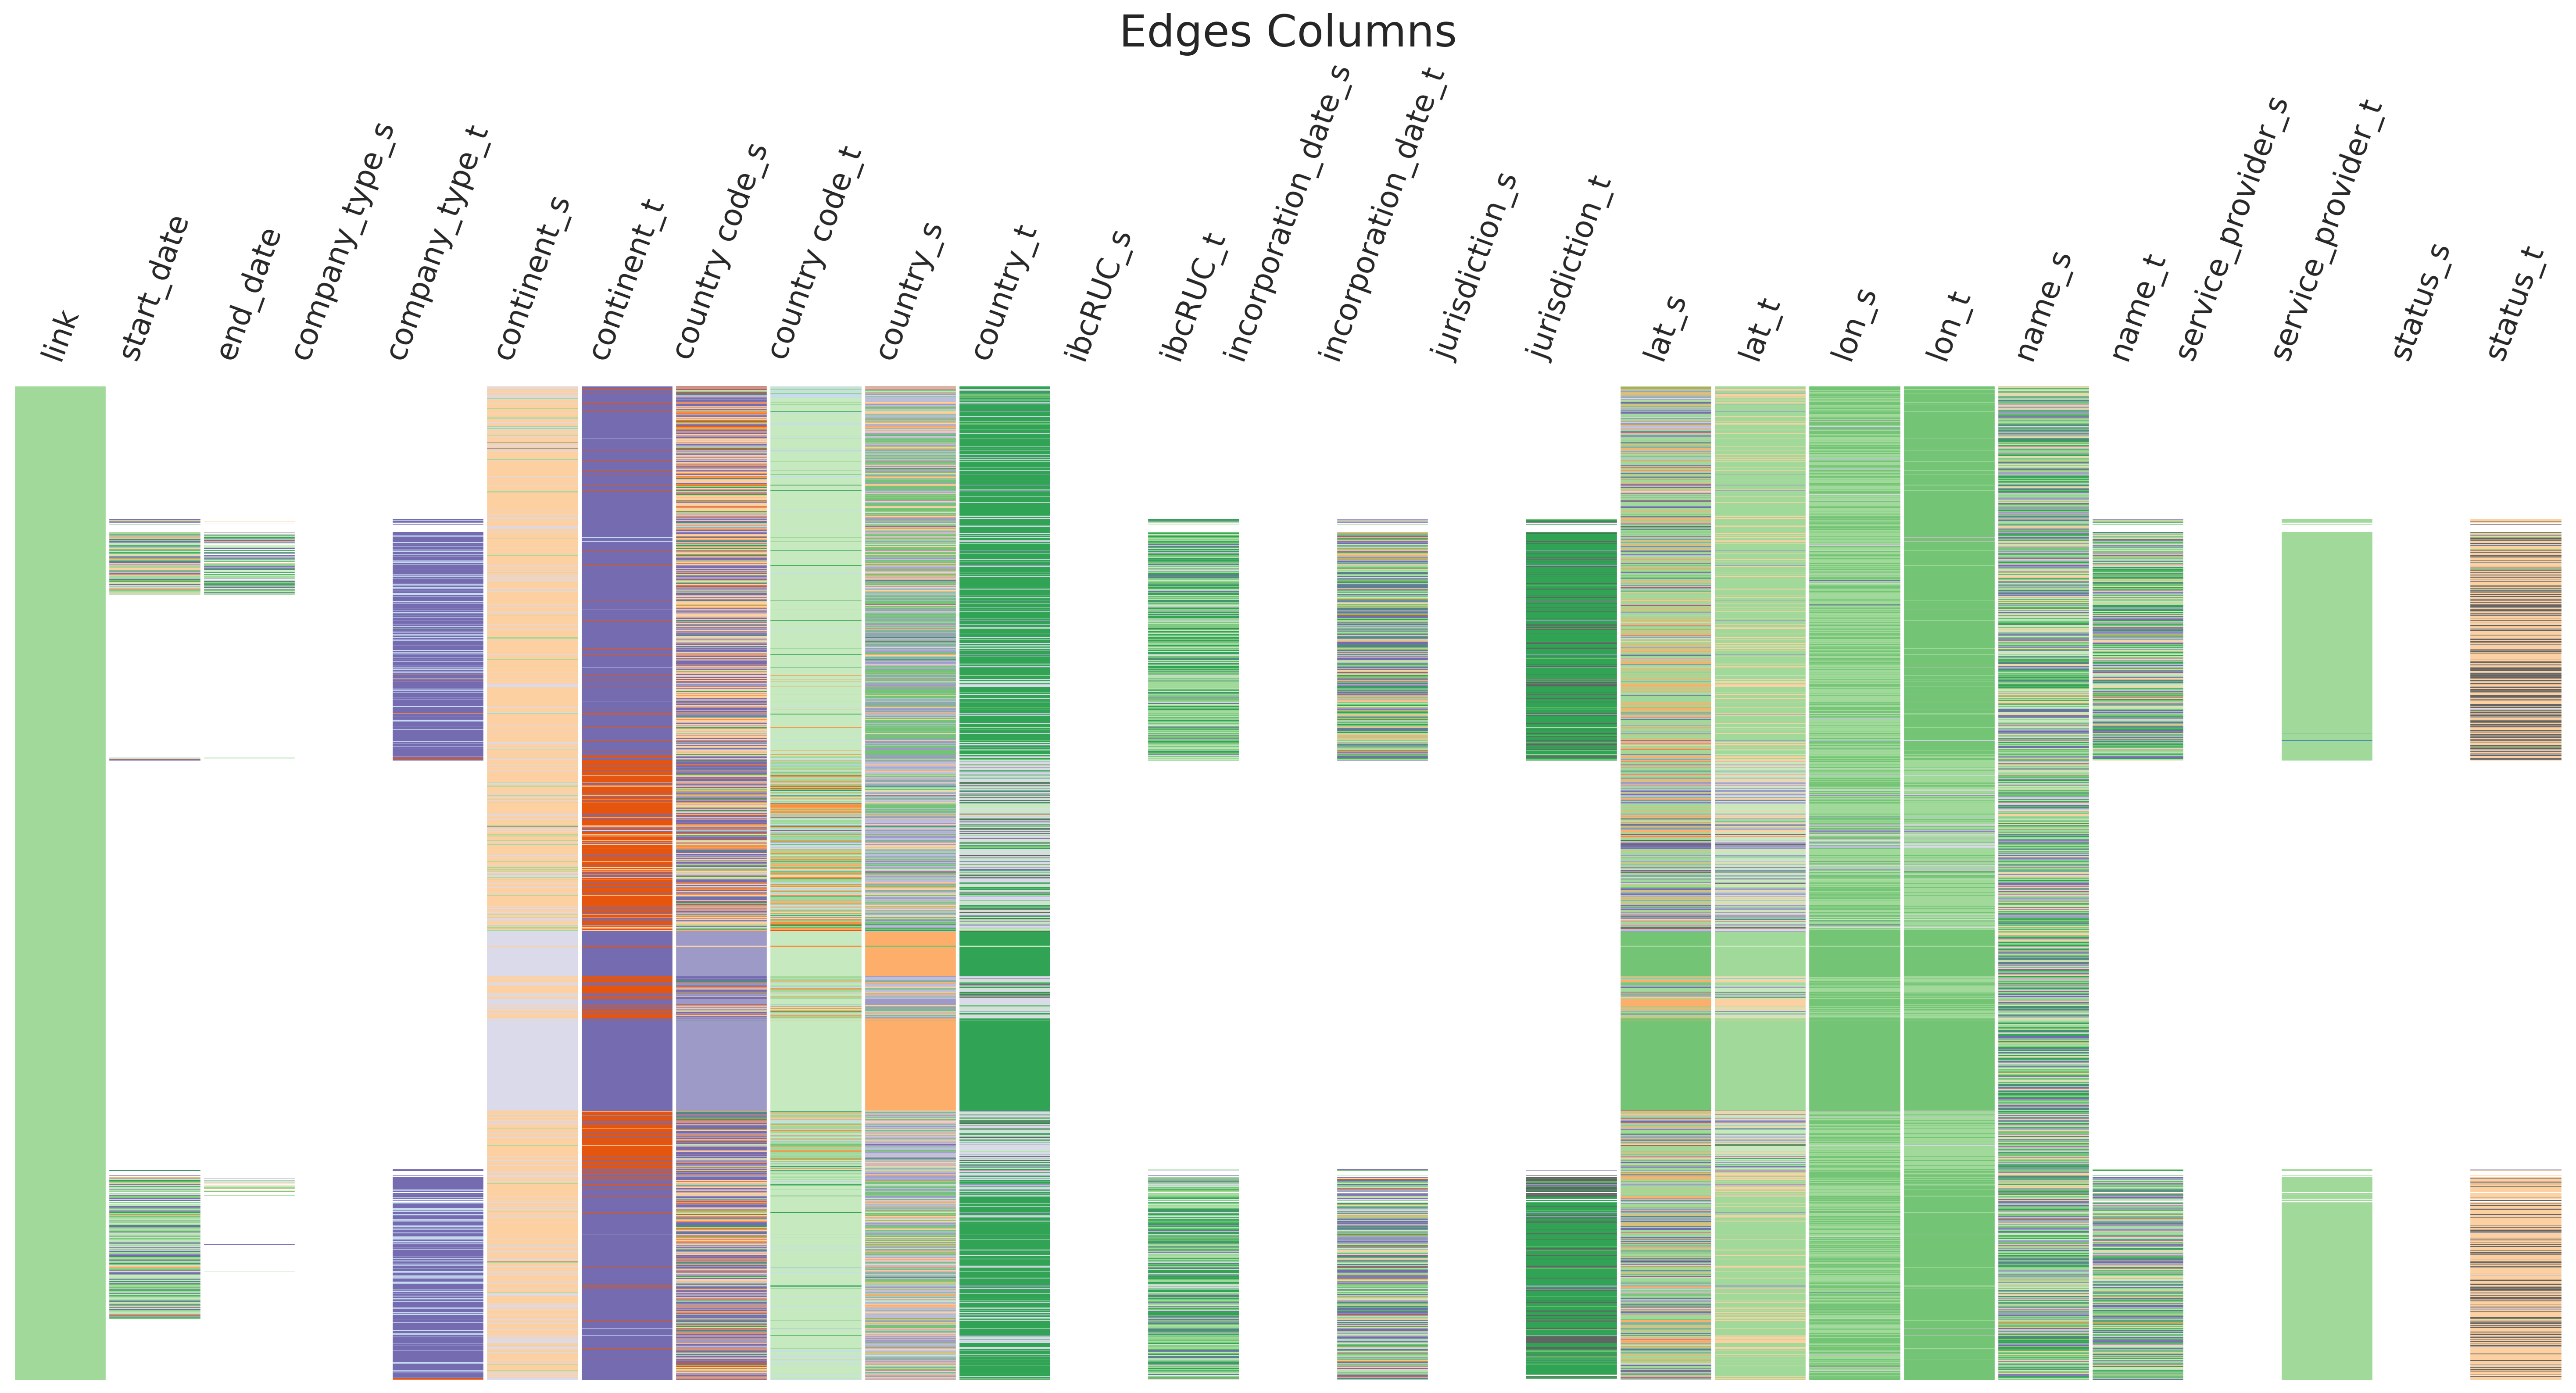 Edges Columns
link
start_date
end_date
company_type_s
company_type_t
continent_s
continent_t
country code_s
country code_t
country_s
country_t
ibcRUC_s
ibcRUC_t
incorporation_date_s
incorporation_date_t
jurisdiction_s
jurisdiction_t
lat_s
lat_t
lon_s
lon_t
name_s
name_t
service_provider_s
service_provider_t
status_s
status_t